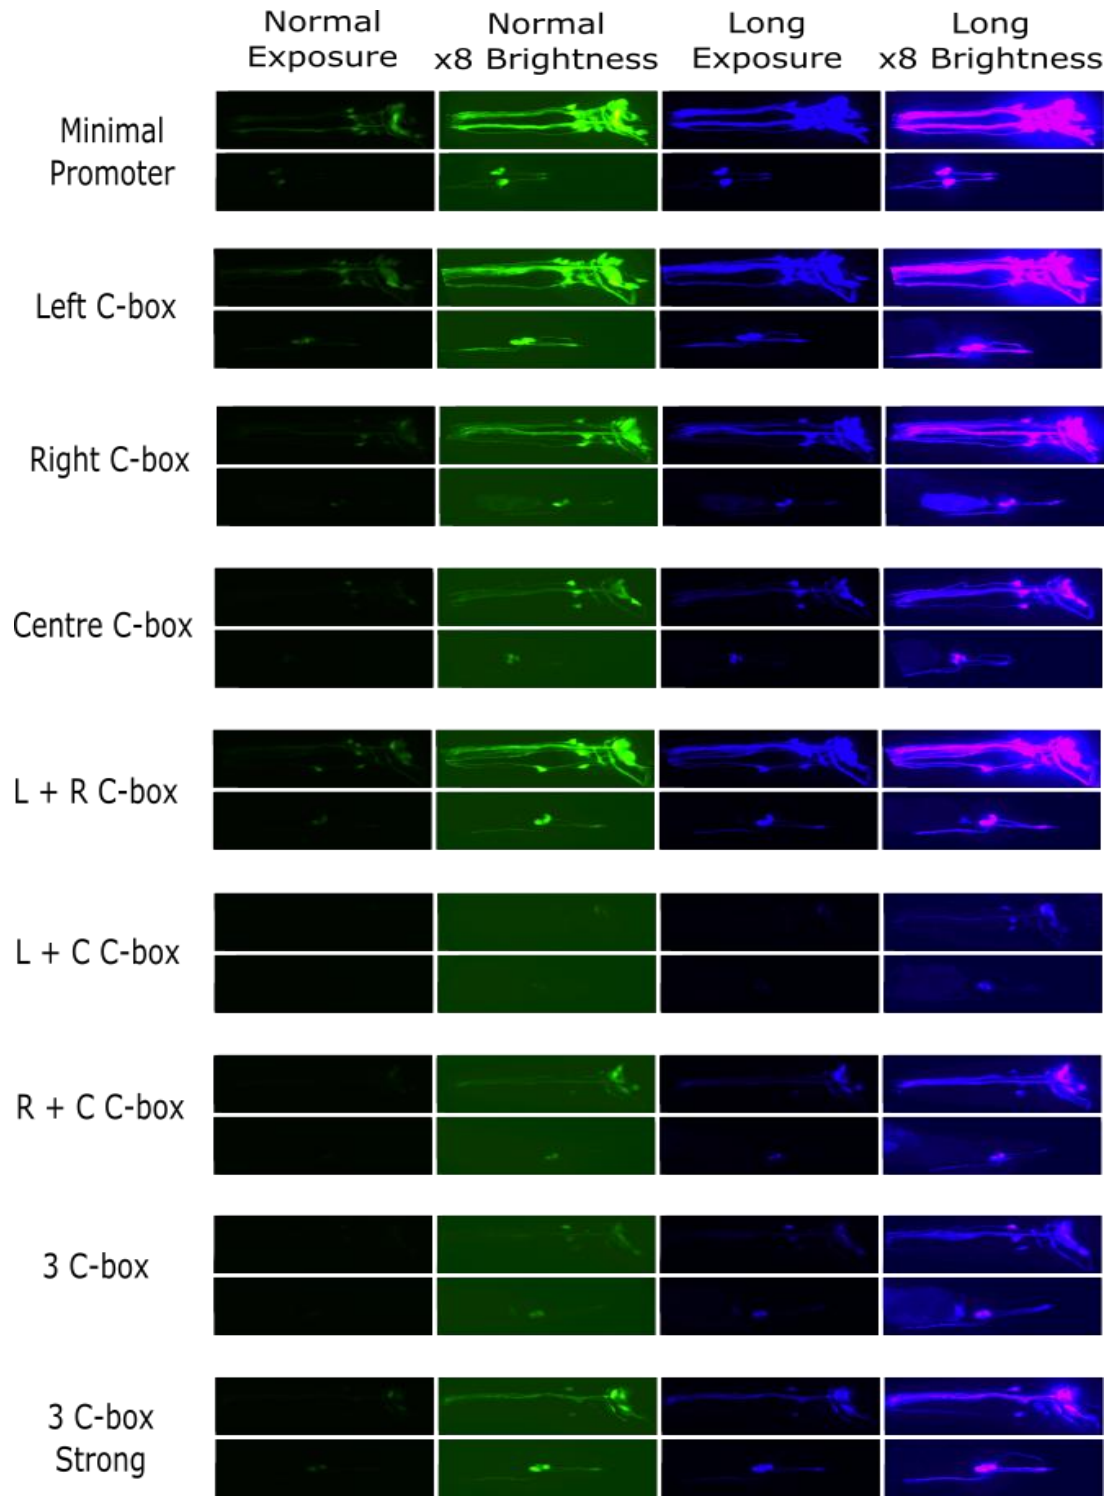 Normal
Exposure
Normal
x8 Brightness
Long
Exposure
Long
x8 Brightness
Minimal
Promoter
Left C-box
Right C-box
Centre C-box
L + R C-box
L + C C-box
R + C C-box
3 C-box
3 C-box
Strong